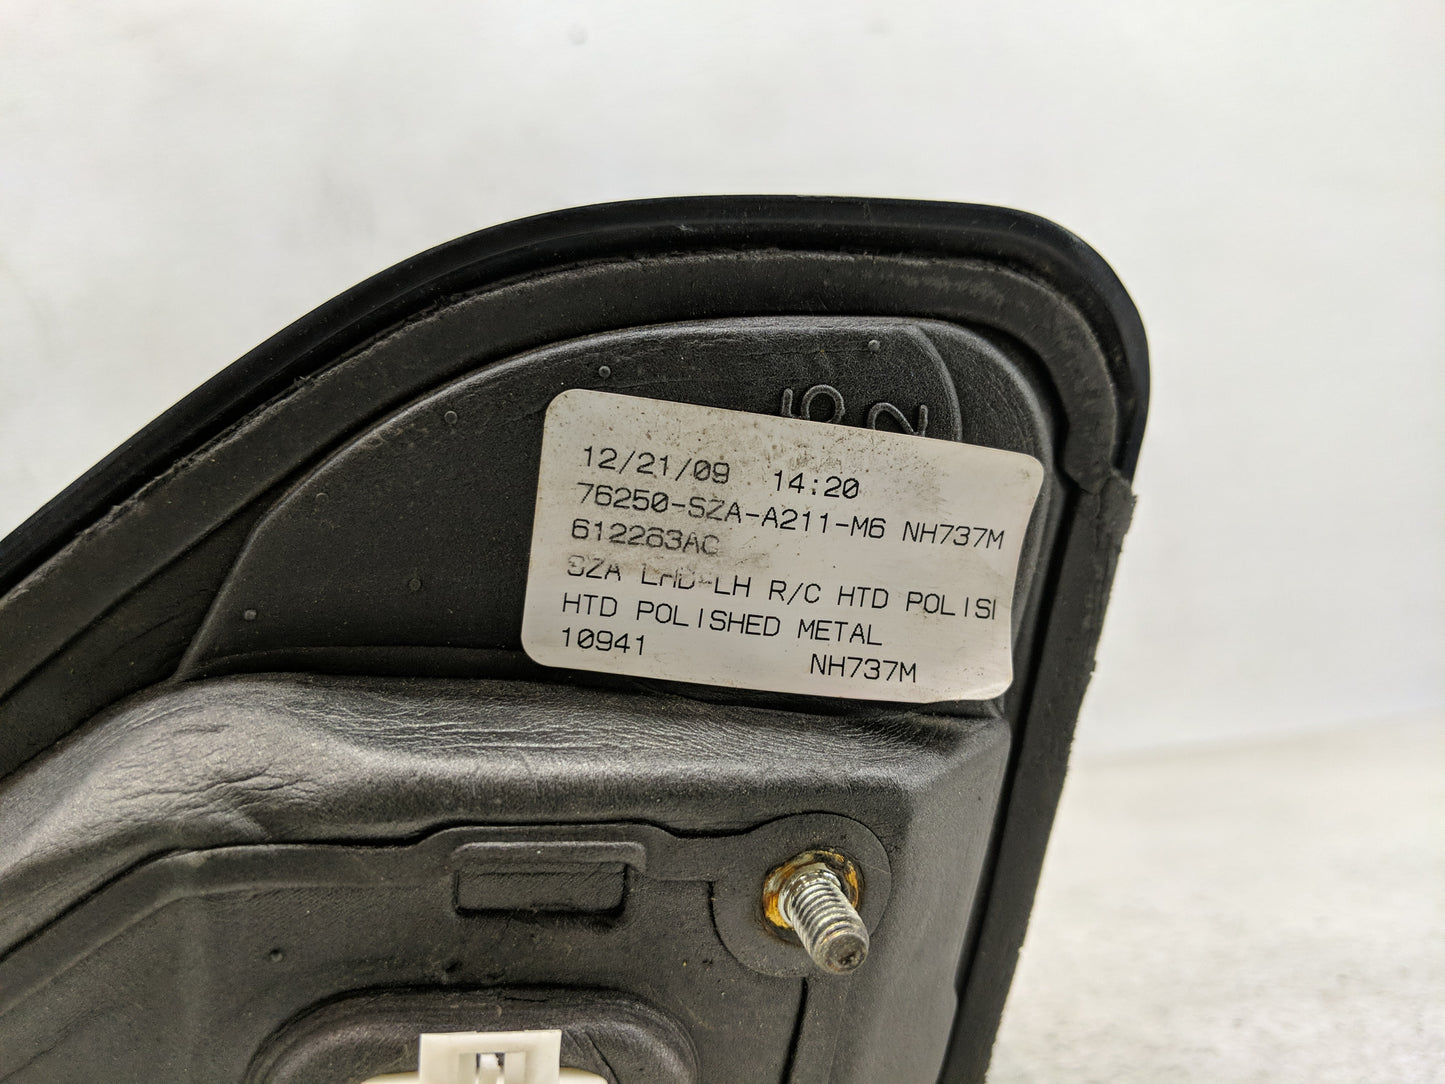 52
12/21/09 14:20
76250-SZA-A211-M6 NH737M
612263AC
SZA LHD-LH R/C HTD POLISI
HTD POLISHED METAL
10941 NH737M